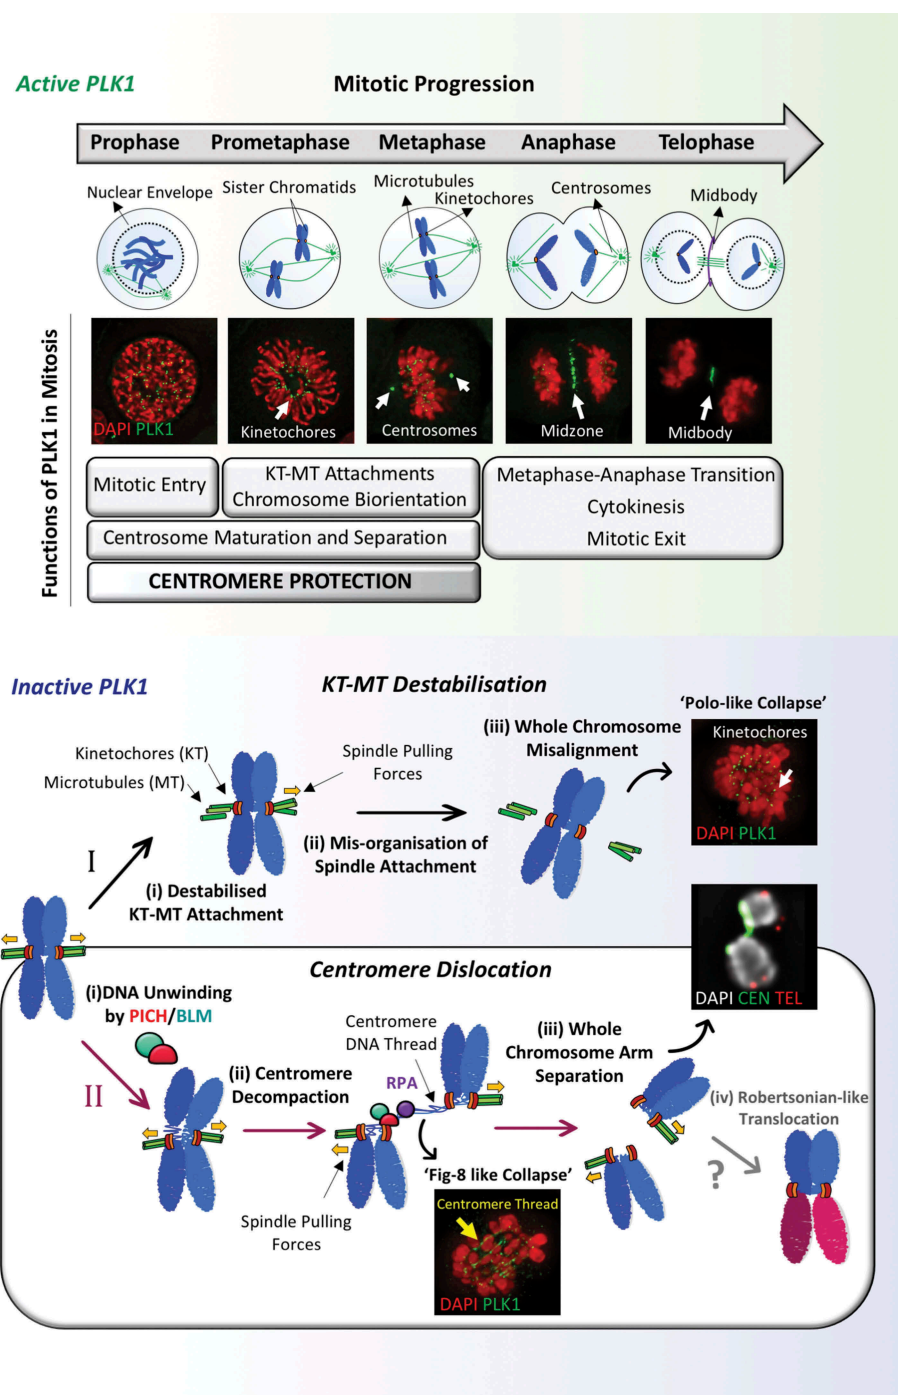 Active PLK1
Mitotic Progression
Prophase Prometaphase Metaphase Anaphase Telophase
Nuclear Envelope
Sister Chromatids
Microtubules
Kinetochores
Centrosomes
Midbody
Functions of PLK1 in Mitosis
DAPI PLK1
Kinetochores
Centrosomes
Midzone
Midbody
Mitotic Entry
KT-MT Attachments
Chromosome Biorientation
Metaphase-Anaphase Transition
Cytokinesis
Mitotic Exit
Centrosome Maturation and Separation
CENTROMERE PROTECTION
Inactive PLK1
KT-MT Destabilisation
'Polo-like Collapse'
Kinetochores
DAPI PLK1
Kinetochores (KT)
Microtubules (MT)
Spindle Pulling
Forces
(iii) Whole Chromosome
Misalignment
I
(i) Destabilised
KT-MT Attachment
(ii) Mis-organisation of
Spindle Attachment
Centromere Dislocation
DAPI CEN TEL
(i)DNA Unwinding
by PICH/BLM
II
(ii) Centromere
Decompaction
Centromere
DNA Thread
RPA
(iii) Whole
Chromosome Arm
Separation
(iv) Robertsonian-like
Translocation
?
Spindle Pulling
Forces
'Fig-8 like Collapse'
Centromere Thread
DAPI PLK1